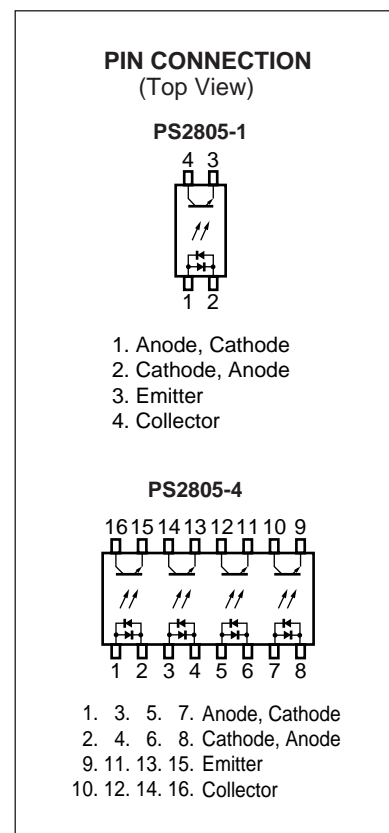 PIN CONNECTION
(Top View)
PS2805-1
4 3
1 2
1. Anode, Cathode
2. Cathode, Anode
3. Emitter
4. Collector
PS2805-4
16 15 14 13 12 11 10 9
1 2 3 4 5 6 7 8
1. 3. 5. 7. Anode, Cathode
2. 4. 6. 8. Cathode, Anode
9. 11. 13. 15. Emitter
10. 12. 14. 16. Collector